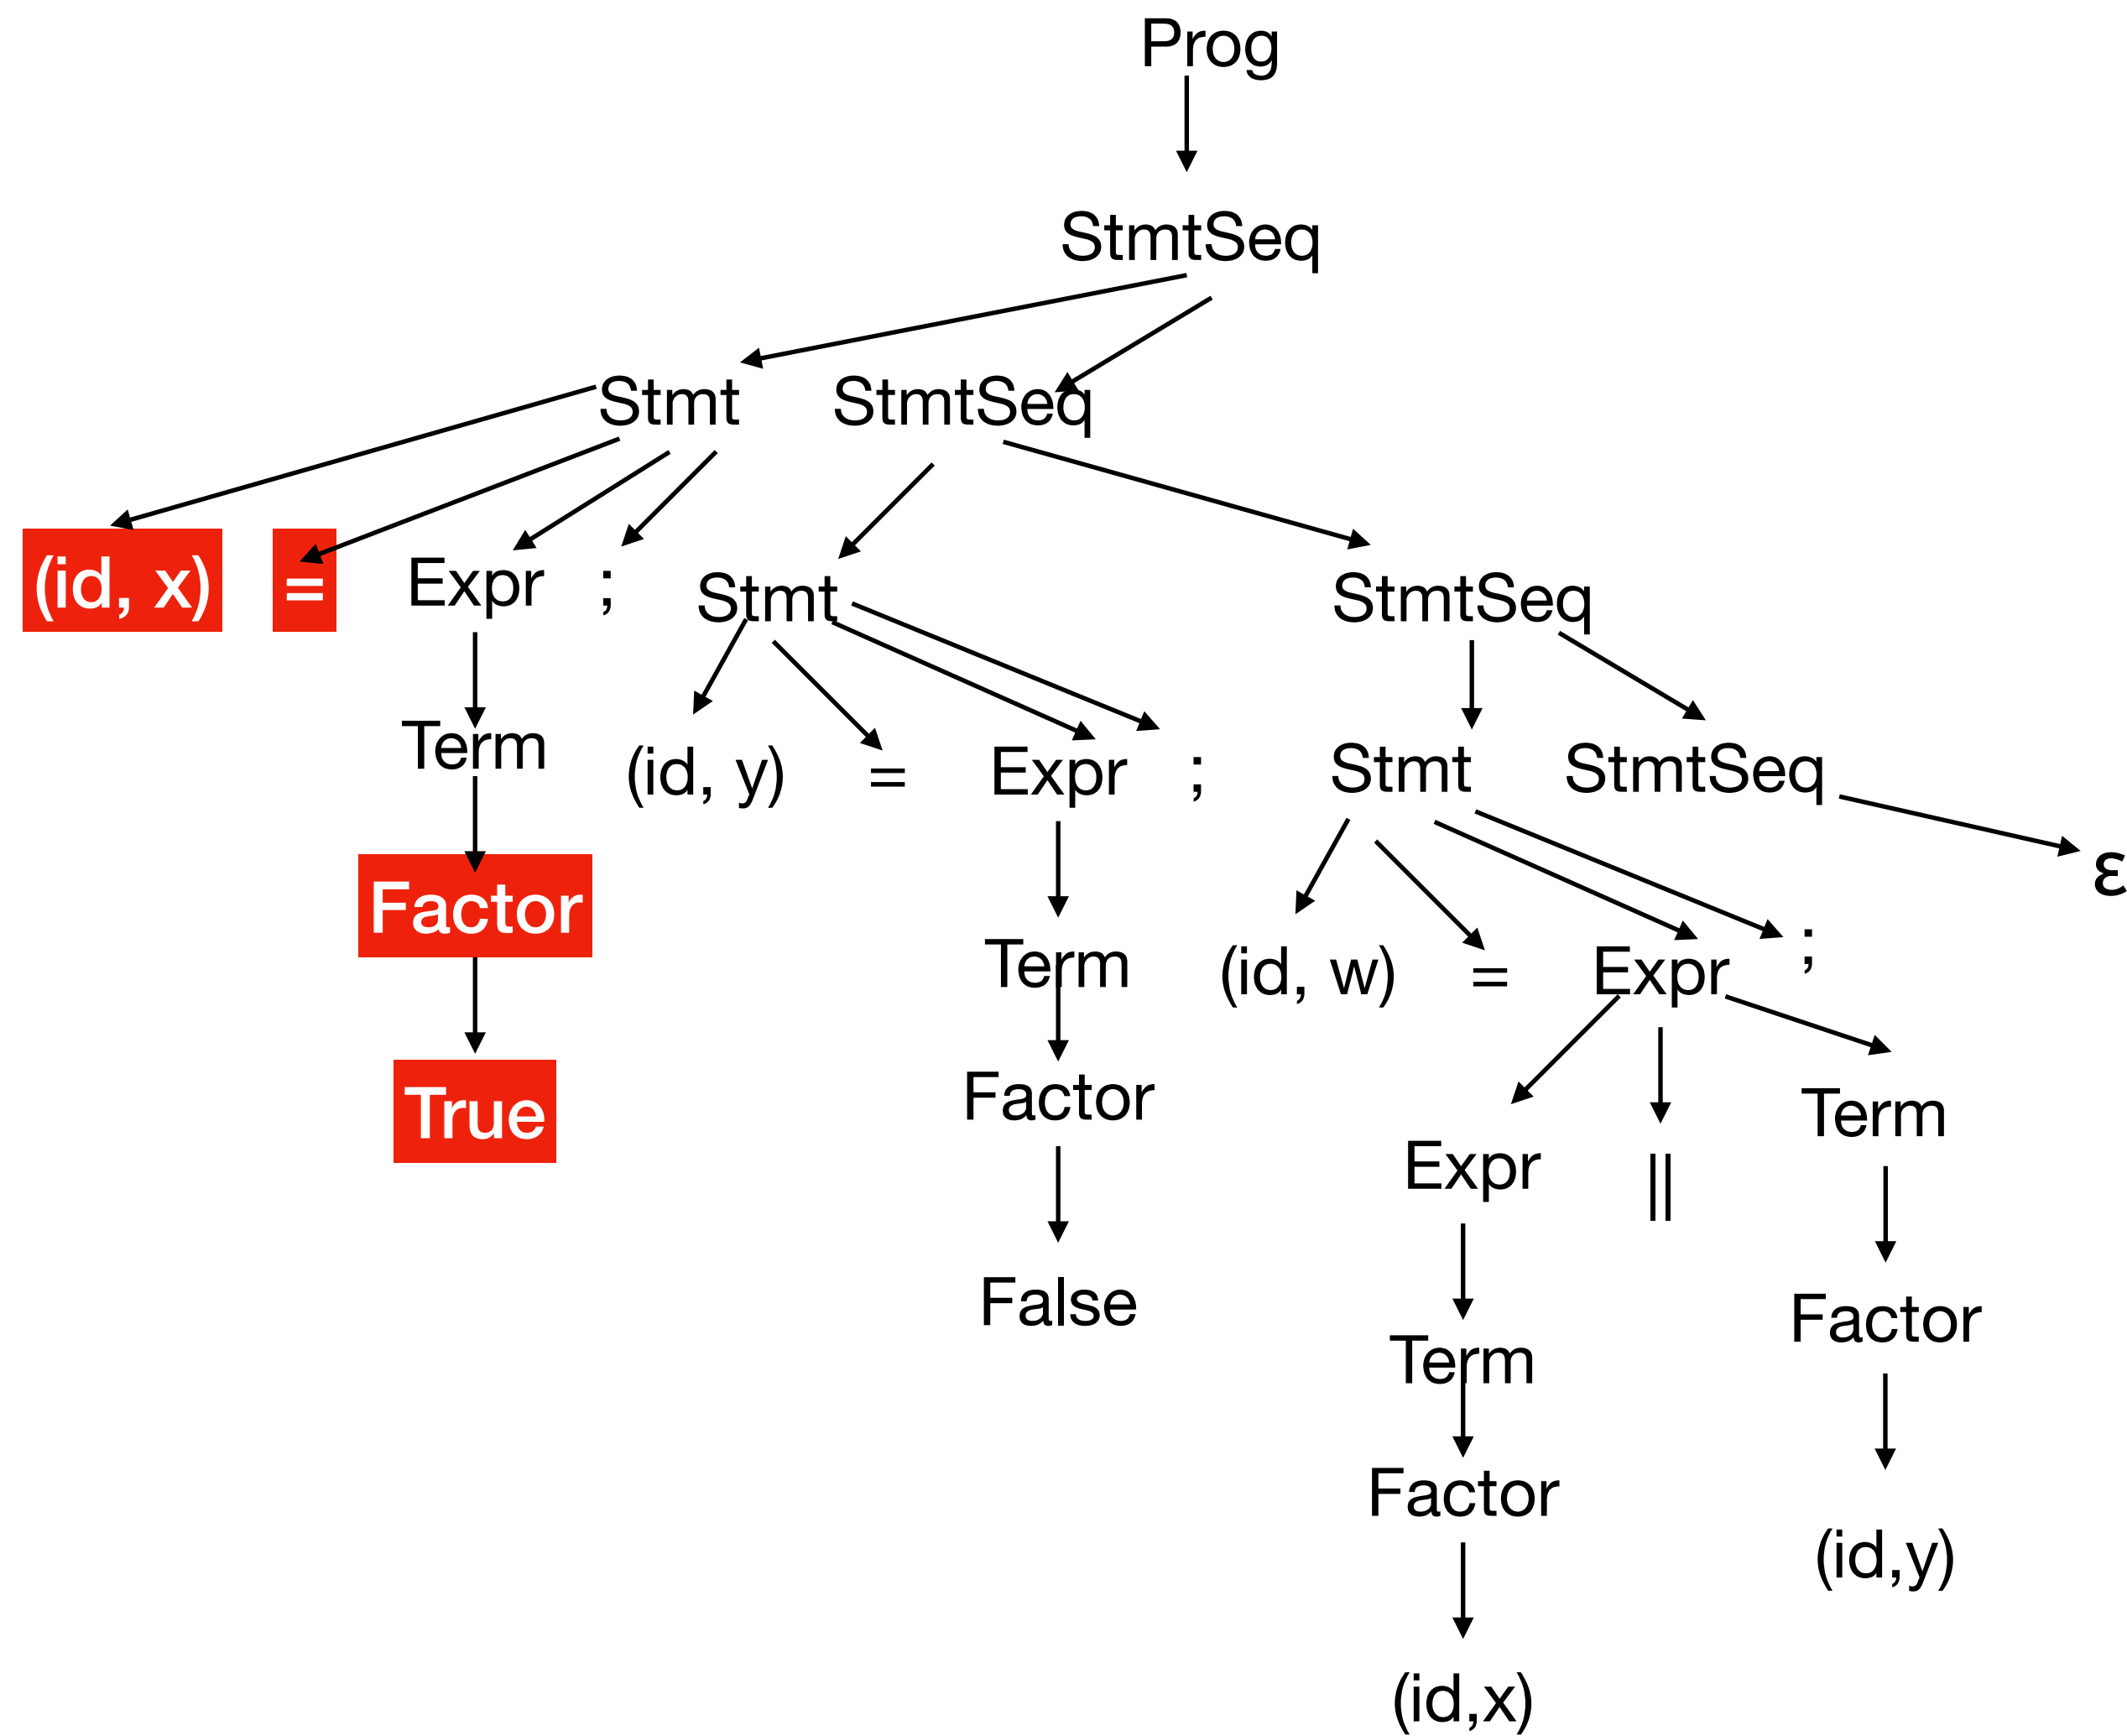 Prog
StmtSeq
Stmt StmtSeq
(id, x) = Expr ; Stmt StmtSeq
Term (id, y) = Expr ; Stmt StmtSeq
Factor ε
Term (id, w) = Expr ;
True Factor Term
Expr ||
False Factor
Term
Factor
(id,y)
(id,x)